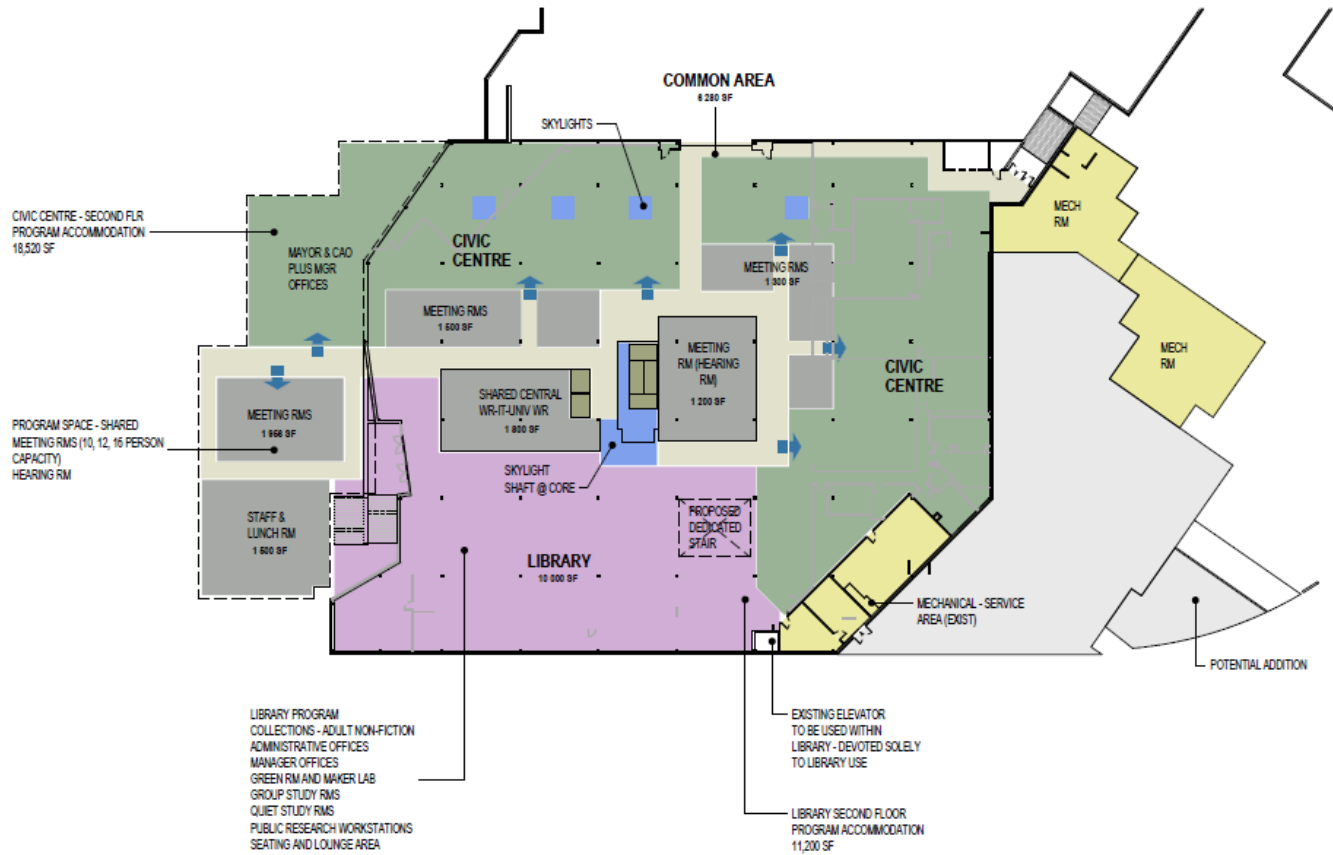 COMMON AREA
6 260 SF
SKYLIGHTS
CIVIC CENTRE - SECOND FLR
PROGRAM ACCOMMODATION
18,520 SF
MAYOR & CAO
PLUS MGR
OFFICES
CIVIC
CENTRE
MEETING RMS
1 500 SF
MEETING RMS
1 300 SF
MECH
RM
MECH
RM
MEETING
RM (HEARING
RM)
1 200 SF
CIVIC
CENTRE
SHARED CENTRAL
WR-IT-UNIV WR
1 800 SF
MEETING RMS
1 956 SF
PROGRAM SPACE - SHARED
MEETING RMS (10, 12, 16 PERSON
CAPACITY)
HEARING RM
SKYLIGHT
SHAFT @ CORE
STAFF &
LUNCH RM
1 500 SF
PROPOSED
DEDICATED
STAIR
LIBRARY
10 000 SF
MECHANICAL - SERVICE
AREA (EXIST)
POTENTIAL ADDITION
LIBRARY PROGRAM
COLLECTIONS - ADULT NON-FICTION
ADMINISTRATIVE OFFICES
MANAGER OFFICES
GREEN RM AND MAKER LAB
GROUP STUDY RMS
QUIET STUDY RMS
PUBLIC RESEARCH WORKSTATIONS
SEATING AND LOUNGE AREA
EXISTING ELEVATOR
TO BE USED WITHIN
LIBRARY - DEVOTED SOLELY
TO LIBRARY USE
LIBRARY SECOND FLOOR
PROGRAM ACCOMMODATION
11,200 SF